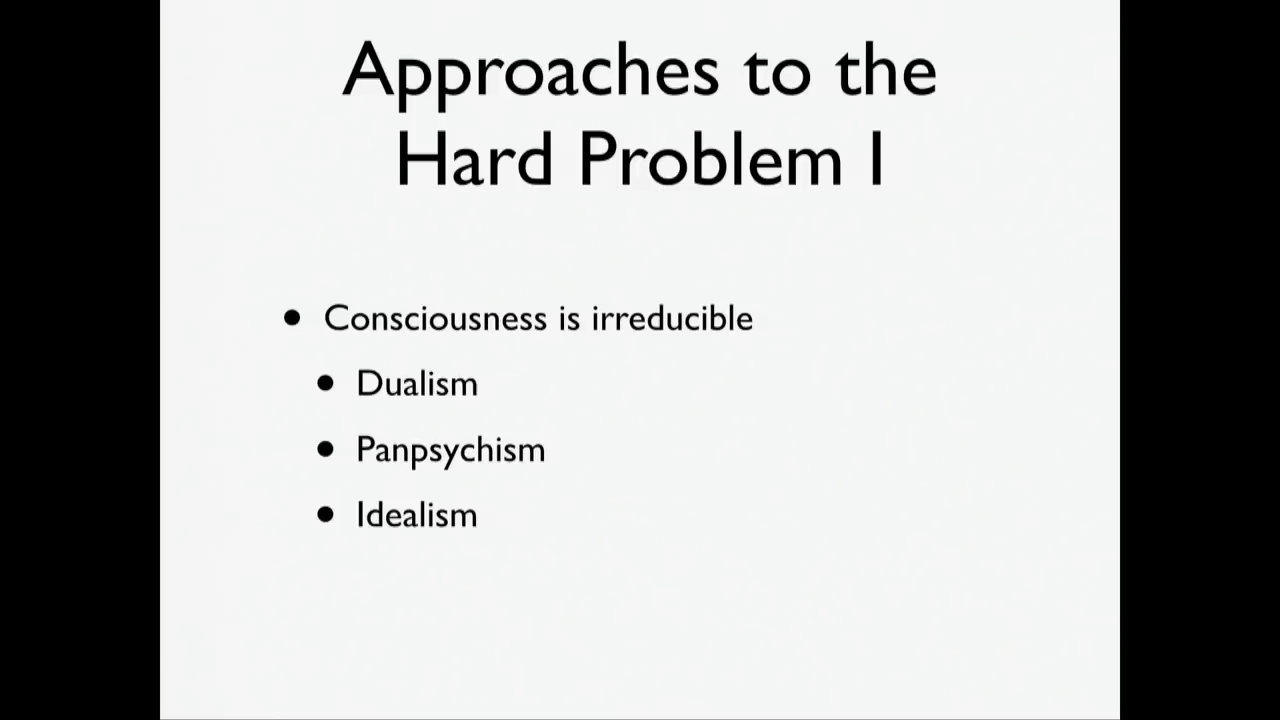 Approaches to the
Hard Problem I
• Consciousness is irreducible
• Dualism
• Panpsychism
• Idealism